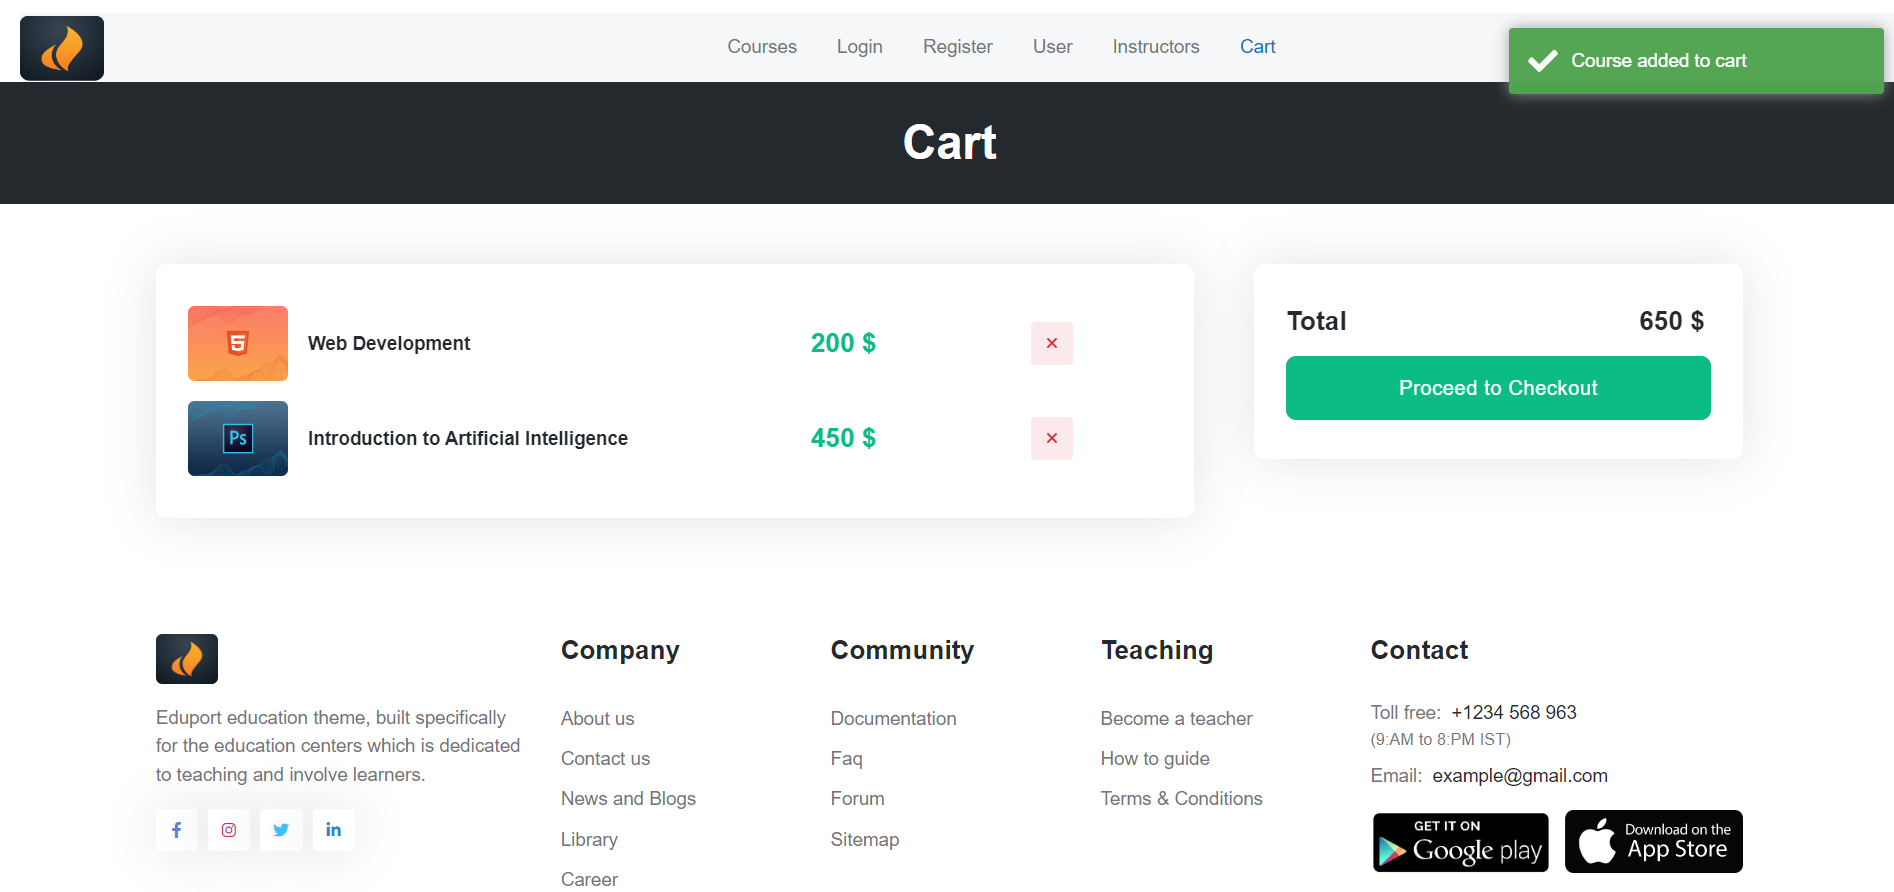 Courses Login Register User Instructors Cart
Course added to cart
Cart
Web Development 200 $
Ps
Introduction to Artificial Intelligence 450 $
Total 650 $
Proceed to Checkout
Eduport education theme, built specifically
for the education centers which is dedicated
to teaching and involve learners.
Company
About us
Contact us
News and Blogs
Library
Career
Community
Documentation
Faq
Forum
Sitemap
Teaching
Become a teacher
How to guide
Terms & Conditions
Contact
Toll free: +1234 568 963
(9:AM to 8:PM IST)
Email: example@gmail.com
GET IT ON
Google play
Download on the
App Store